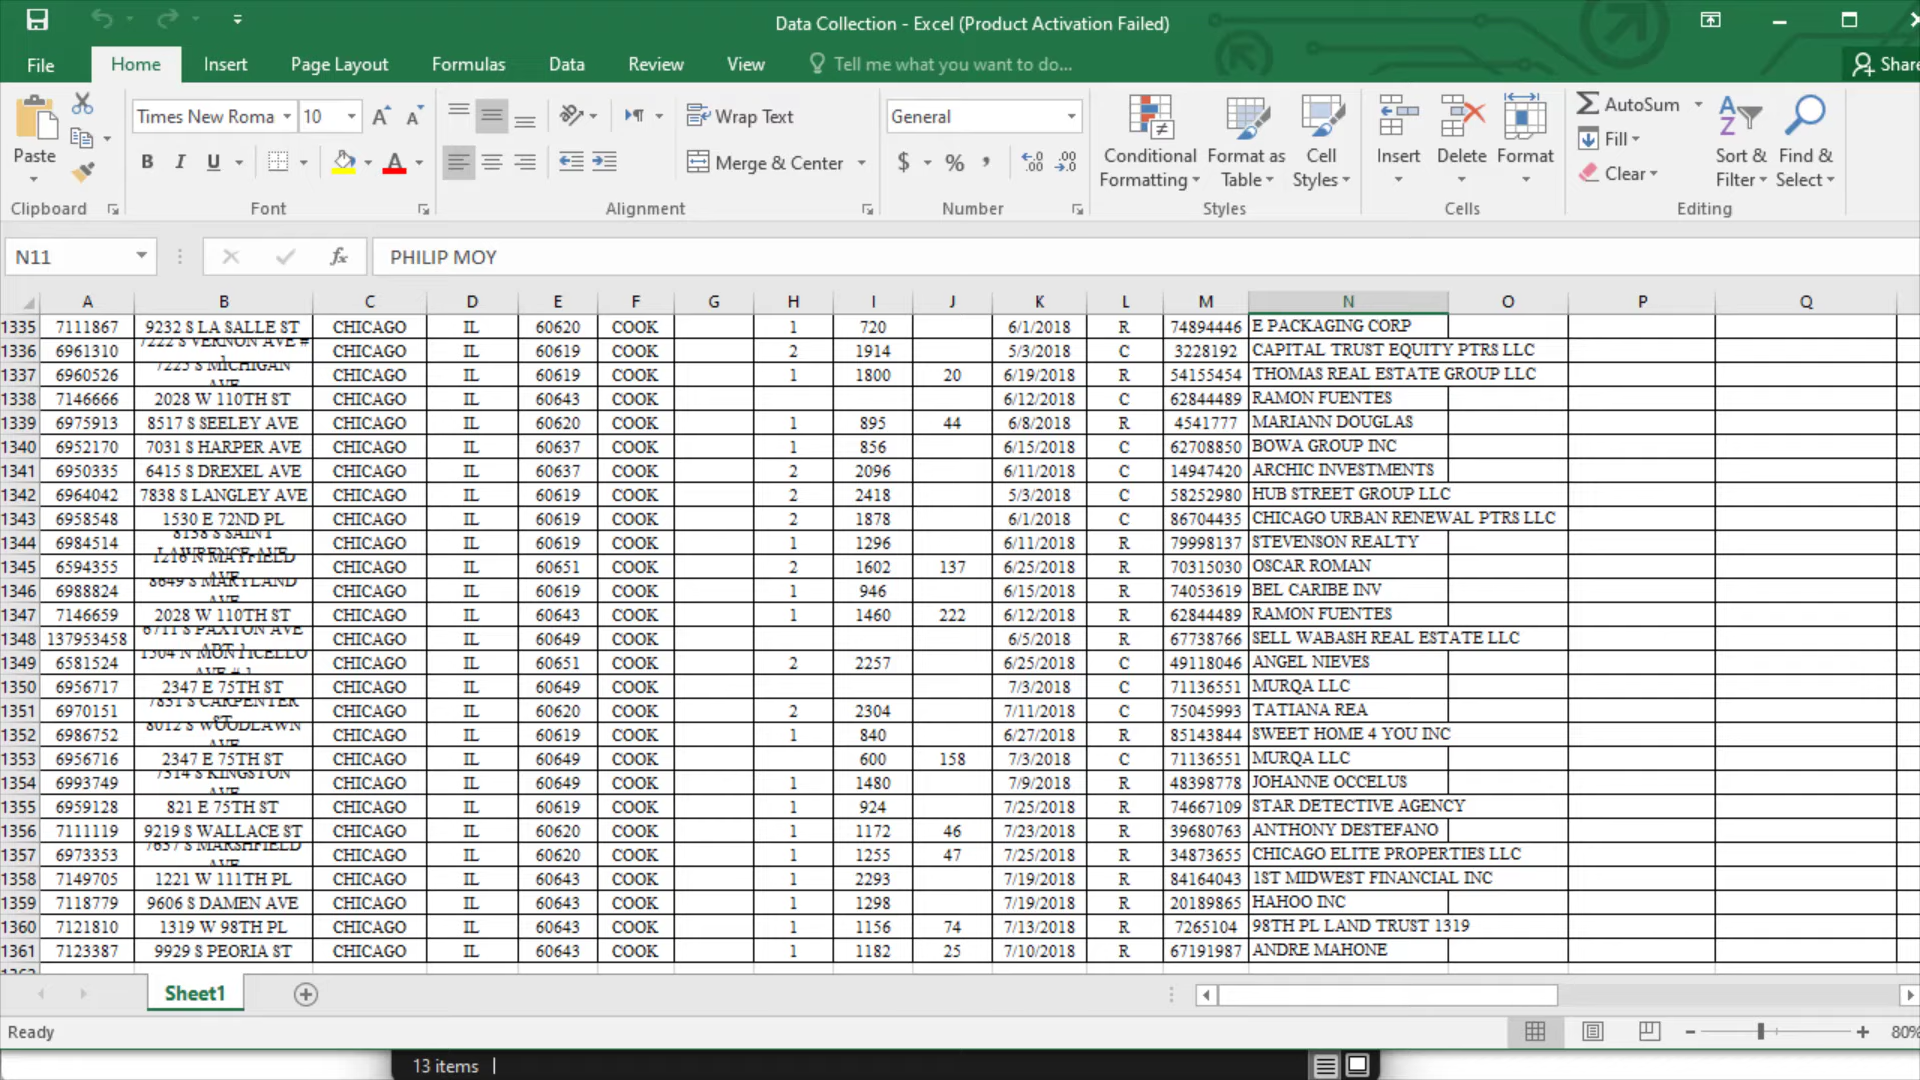 Data Collection - Excel (Product Activation Failed)
File Home Insert Page Layout Formulas Data Review View Tell me what you want to do... Share
Paste Times New Roma 10 Wrap Text General Conditional Formatting Format as Table Cell Styles Insert Delete Format AutoSum Fill Clear Sort & Filter Find & Select
B I U A Merge & Center $ % ,
Clipboard Font Alignment Number Styles Cells Editing
N11 fx PHILIP MOY
A B C D E F G H I J K L M N O P Q
1335 7111867 9232 S LA SALLE ST CHICAGO IL 60620 COOK 1 720 6/1/2018 R 74894446 E PACKAGING CORP
1336 6961310 7222 S VERNON AVE # CHICAGO IL 60619 COOK 2 1914 5/3/2018 C 3228192 CAPITAL TRUST EQUITY PTRS LLC
1337 6960526 7225 S MICHIGAN AVE CHICAGO IL 60619 COOK 1 1800 20 6/19/2018 R 54155454 THOMAS REAL ESTATE GROUP LLC
1338 7146666 2028 W 110TH ST CHICAGO IL 60643 COOK 6/12/2018 C 62844489 RAMON FUENTES
1339 6975913 8517 S SEELEY AVE CHICAGO IL 60620 COOK 1 895 44 6/8/2018 R 4541777 MARIANN DOUGLAS
1340 6952170 7031 S HARPER AVE CHICAGO IL 60637 COOK 1 856 6/15/2018 C 62708850 BOWA GROUP INC
1341 6950335 6415 S DREXEL AVE CHICAGO IL 60637 COOK 2 2096 6/11/2018 C 14947420 ARCHIC INVESTMENTS
1342 6964042 7838 S LANGLEY AVE CHICAGO IL 60619 COOK 2 2418 5/3/2018 C 58252980 HUB STREET GROUP LLC
1343 6958548 1530 E 72ND PL CHICAGO IL 60619 COOK 2 1878 6/1/2018 C 86704435 CHICAGO URBAN RENEWAL PTRS LLC
1344 6984514 8158 S SAINT LAWRENCE AVE CHICAGO IL 60619 COOK 1 1296 6/11/2018 R 79998137 STEVENSON REALTY
1345 6594355 1216 N MAYFIELD AVE CHICAGO IL 60651 COOK 2 1602 137 6/25/2018 R 70315030 OSCAR ROMAN
1346 6988824 8649 S MARYLAND AVE CHICAGO IL 60619 COOK 1 946 6/15/2018 R 74053619 BEL CARIBE INV
1347 7146659 2028 W 110TH ST CHICAGO IL 60643 COOK 1 1460 222 6/12/2018 R 62844489 RAMON FUENTES
1348 137953458 6711 S PAXTON AVE APT 1 CHICAGO IL 60649 COOK 6/5/2018 R 67738766 SELL WABASH REAL ESTATE LLC
1349 6581524 1504 N MONTICELLO AVE # 1 CHICAGO IL 60651 COOK 2 2257 6/25/2018 C 49118046 ANGEL NIEVES
1350 6956717 2347 E 75TH ST CHICAGO IL 60649 COOK 7/3/2018 C 71136551 MURQA LLC
1351 6970151 7851 S CARPENTER ST CHICAGO IL 60620 COOK 2 2304 7/11/2018 C 75045993 TATIANA REA
1352 6986752 8012 S WOODLAWN AVE CHICAGO IL 60619 COOK 1 840 6/27/2018 R 85143844 SWEET HOME 4 YOU INC
1353 6956716 2347 E 75TH ST CHICAGO IL 60649 COOK 600 158 7/3/2018 C 71136551 MURQA LLC
1354 6993749 7514 S KINGSTON AVE CHICAGO IL 60649 COOK 1 1480 7/9/2018 R 48398778 JOHANNE OCCELUS
1355 6959128 821 E 75TH ST CHICAGO IL 60619 COOK 1 924 7/25/2018 R 74667109 STAR DETECTIVE AGENCY
1356 7111119 9219 S WALLACE ST CHICAGO IL 60620 COOK 1 1172 46 7/23/2018 R 39680763 ANTHONY DESTEFANO
1357 6973353 7637 S MARSHFIELD AVE CHICAGO IL 60620 COOK 1 1255 47 7/25/2018 R 34873655 CHICAGO ELITE PROPERTIES LLC
1358 7149705 1221 W 111TH PL CHICAGO IL 60643 COOK 1 2293 7/19/2018 R 84164043 1ST MIDWEST FINANCIAL INC
1359 7118779 9606 S DAMEN AVE CHICAGO IL 60643 COOK 1 1298 7/19/2018 R 20189865 HAHOO INC
1360 7121810 1319 W 98TH PL CHICAGO IL 60643 COOK 1 1156 74 7/13/2018 R 7265104 98TH PL LAND TRUST 1319
1361 7123387 9929 S PEORIA ST CHICAGO IL 60643 COOK 1 1182 25 7/10/2018 R 67191987 ANDRE MAHONE
Sheet1
Ready 80%
13 items